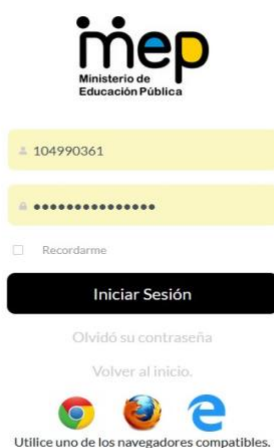 mep
Ministerio de
Educación Pública
104990361
•••••••••••••••
Recordarme
Iniciar Sesión
Olvidó su contraseña
Volver al inicio.
Utilice uno de los navegadores compatibles.